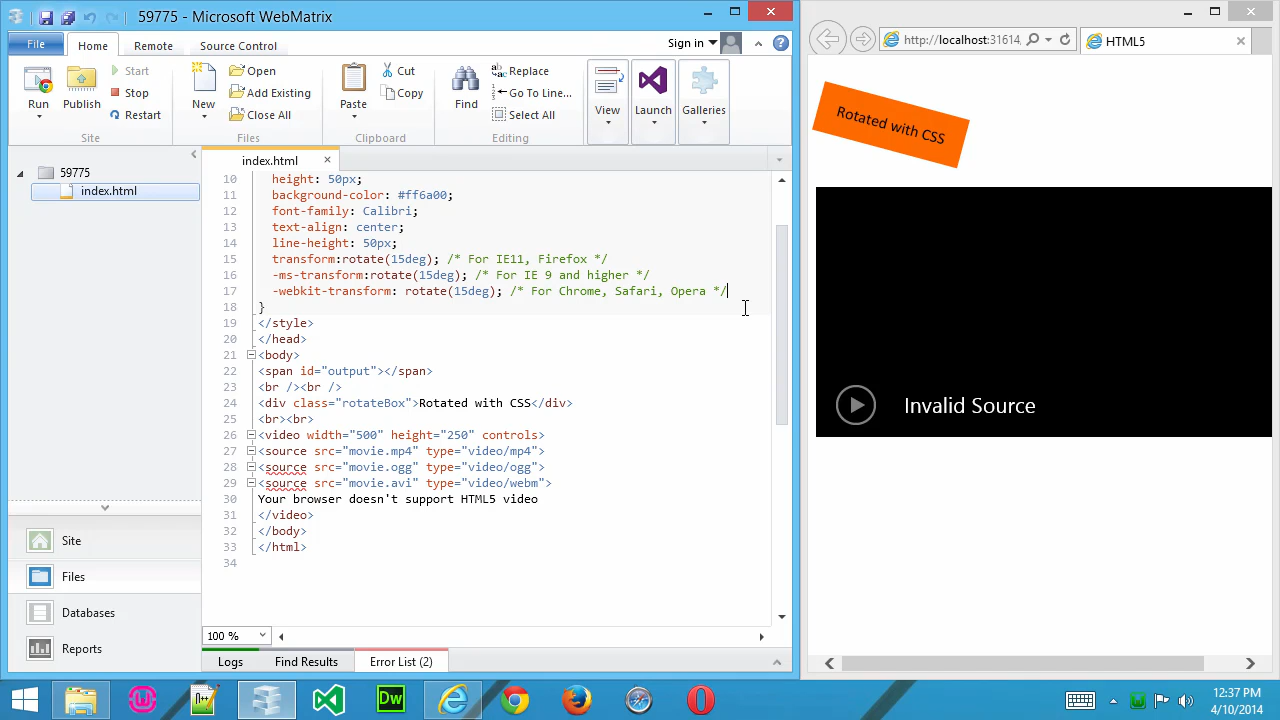 59775 - Microsoft WebMatrix
File Home Remote Source Control Sign in
Run Publish Start Stop Restart
Site
New Open Add Existing Close All
Files
Paste Cut Copy
Clipboard
Find Replace Go To Line... Select All
Editing
View Launch Galleries
59775
index.html
Site
Files
Databases
Reports
index.html
10 height: 50px;
11 background-color: #ff6a00;
12 font-family: Calibri;
13 text-align: center;
14 line-height: 50px;
15 transform:rotate(15deg); /* For IE11, Firefox */
16 -ms-transform:rotate(15deg); /* For IE 9 and higher */
17 -webkit-transform: rotate(15deg); /* For Chrome, Safari, Opera */
18 }
19 </style>
20 </head>
21 <body>
22 <span id="output"></span>
23 <br /><br />
24 <div class="rotateBox">Rotated with CSS</div>
25 <br><br>
26 <video width="500" height="250" controls>
27 <source src="movie.mp4" type="video/mp4">
28 <source src="movie.ogg" type="video/ogg">
29 <source src="movie.avi" type="video/webm">
30 Your browser doesn't support HTML5 video
31 </video>
32 </body>
33 </html>
34
100 %
Logs Find Results Error List (2)
http://localhost:31614,
HTML5
Rotated with CSS
Invalid Source
Dw
12:37 PM
4/10/2014